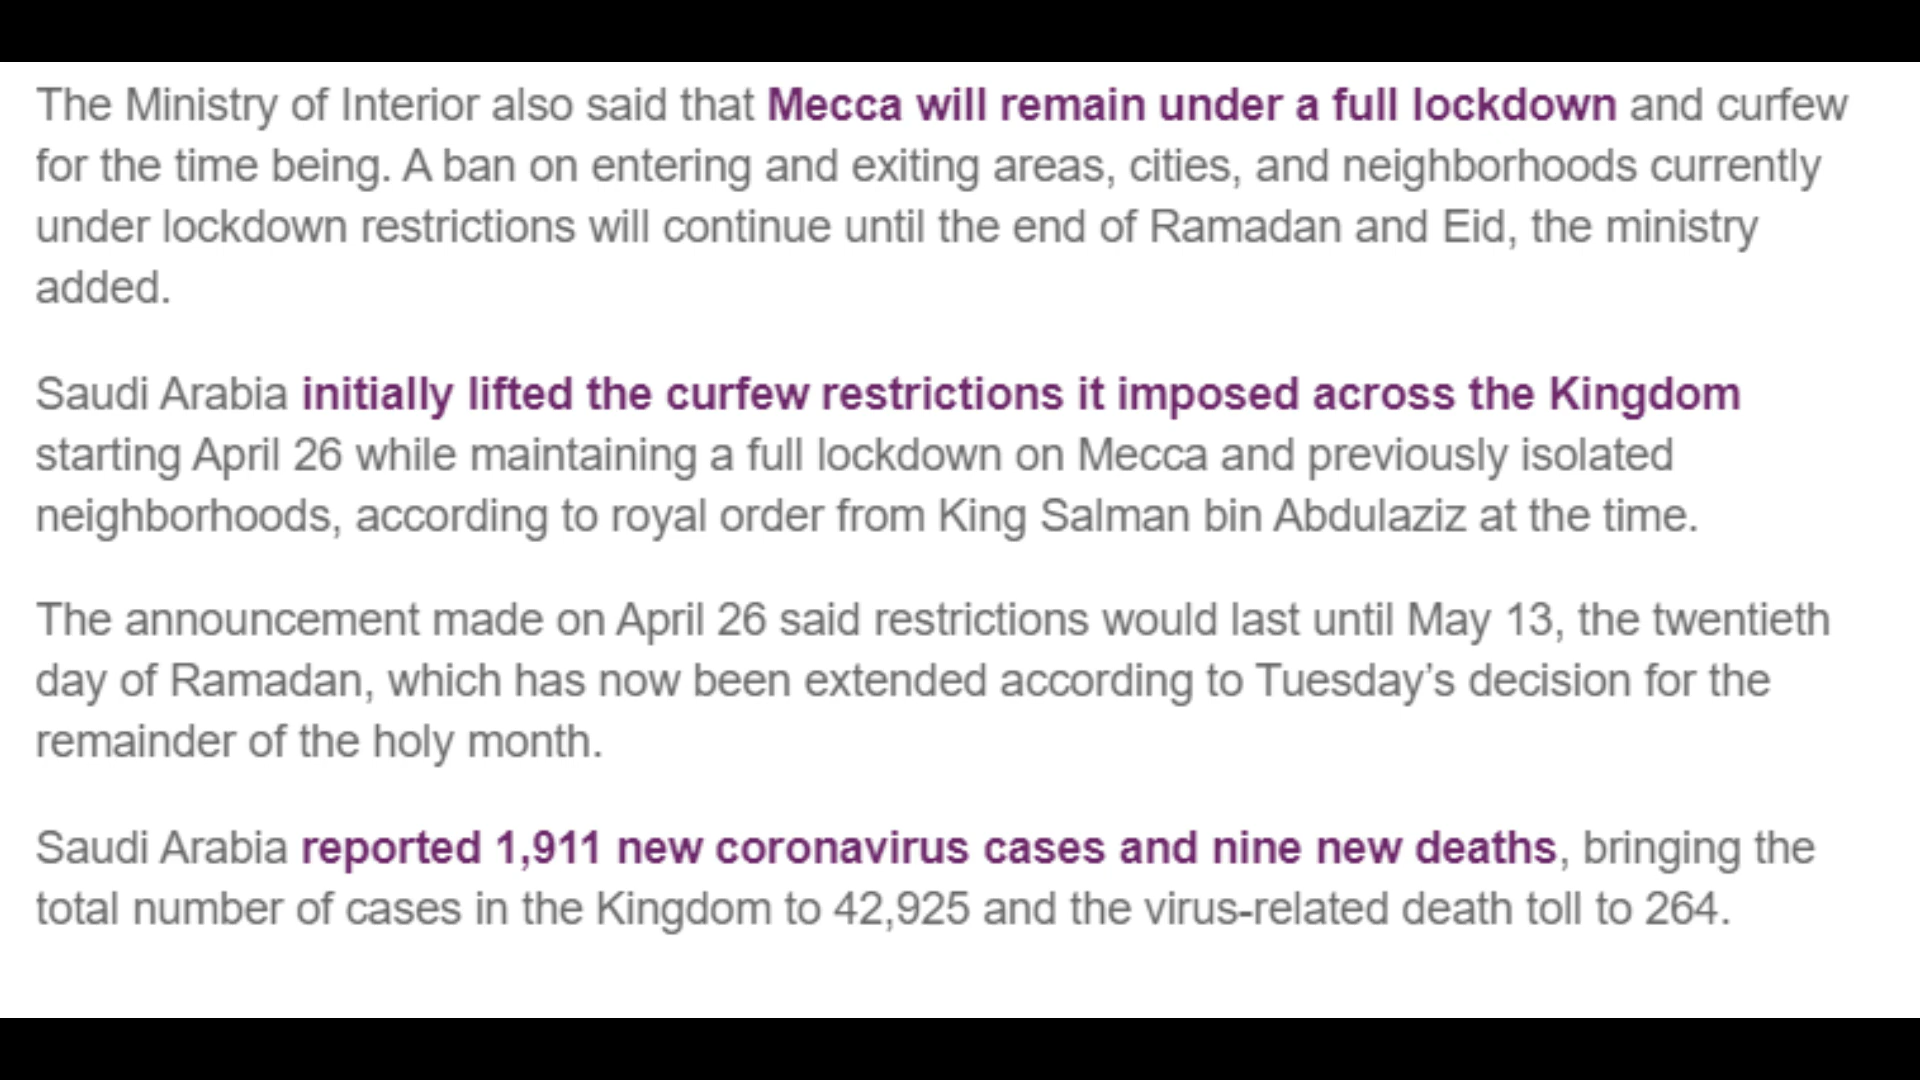 The Ministry of Interior also said that Mecca will remain under a full lockdown and curfew
for the time being. A ban on entering and exiting areas, cities, and neighborhoods currently
under lockdown restrictions will continue until the end of Ramadan and Eid, the ministry
added.
Saudi Arabia initially lifted the curfew restrictions it imposed across the Kingdom
starting April 26 while maintaining a full lockdown on Mecca and previously isolated
neighborhoods, according to royal order from King Salman bin Abdulaziz at the time.
The announcement made on April 26 said restrictions would last until May 13, the twentieth
day of Ramadan, which has now been extended according to Tuesday’s decision for the
remainder of the holy month.
Saudi Arabia reported 1,911 new coronavirus cases and nine new deaths, bringing the
total number of cases in the Kingdom to 42,925 and the virus-related death toll to 264.